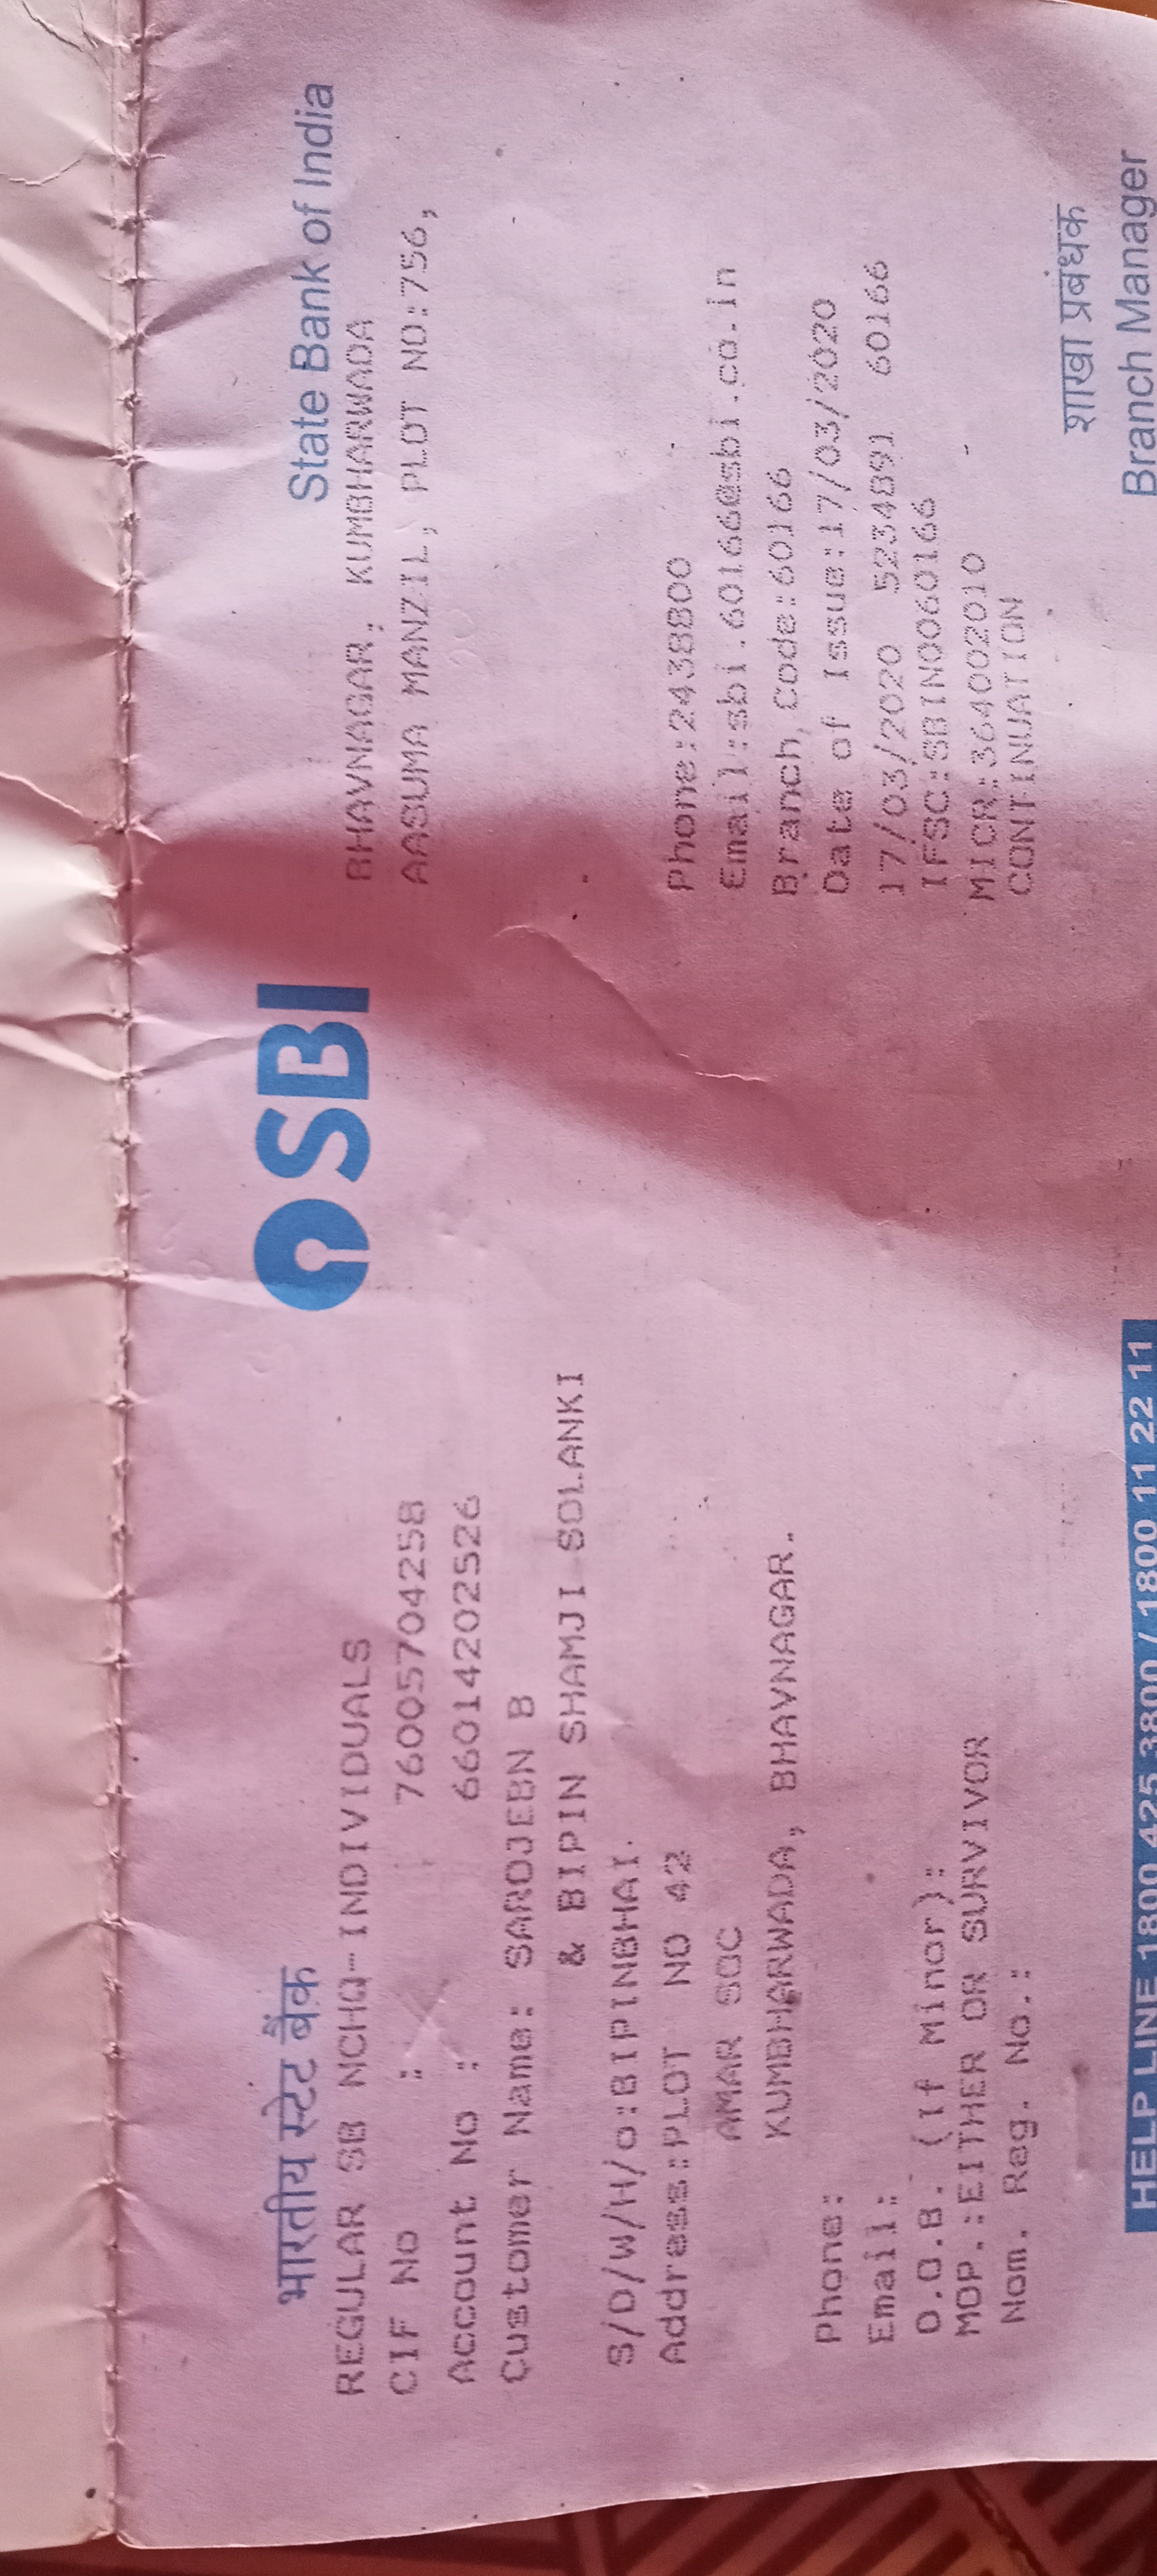 भारतीय स्टेट बैंक
SBI
State Bank of India
REGULAR SB NCHQ-INDIVIDUALS
CIF No : 76005704258
Account No : 66014202526
Customer Name: SAROJEBN B
& BIPIN SHAMJI SOLANKI
S/D/W/H/o:BIPINBHAI.
Address:PLOT NO 42
AMAR SOC
KUMBHARWADA, BHAVNAGAR.
Phone:
Email:
D.O.B. (If Minor):
MOP.:EITHER OR SURVIVOR
Nom. Reg. No.:
BHAVNAGAR, KUMBHARWADA
AASUMA MANZIL, PLOT NO:756,
Phone:2438800
Email:sbi.60166@sbi.co.in
Branch Code:60166
Date of Issue:17/03/2020
17/03/2020 5234891 60166
IFSC:SBIN0060166
MICR:364002010
CONTINUATION
शाखा प्रबंधक
Branch Manager
HELP LINE 1800 425 3800 / 1800 11 22 11